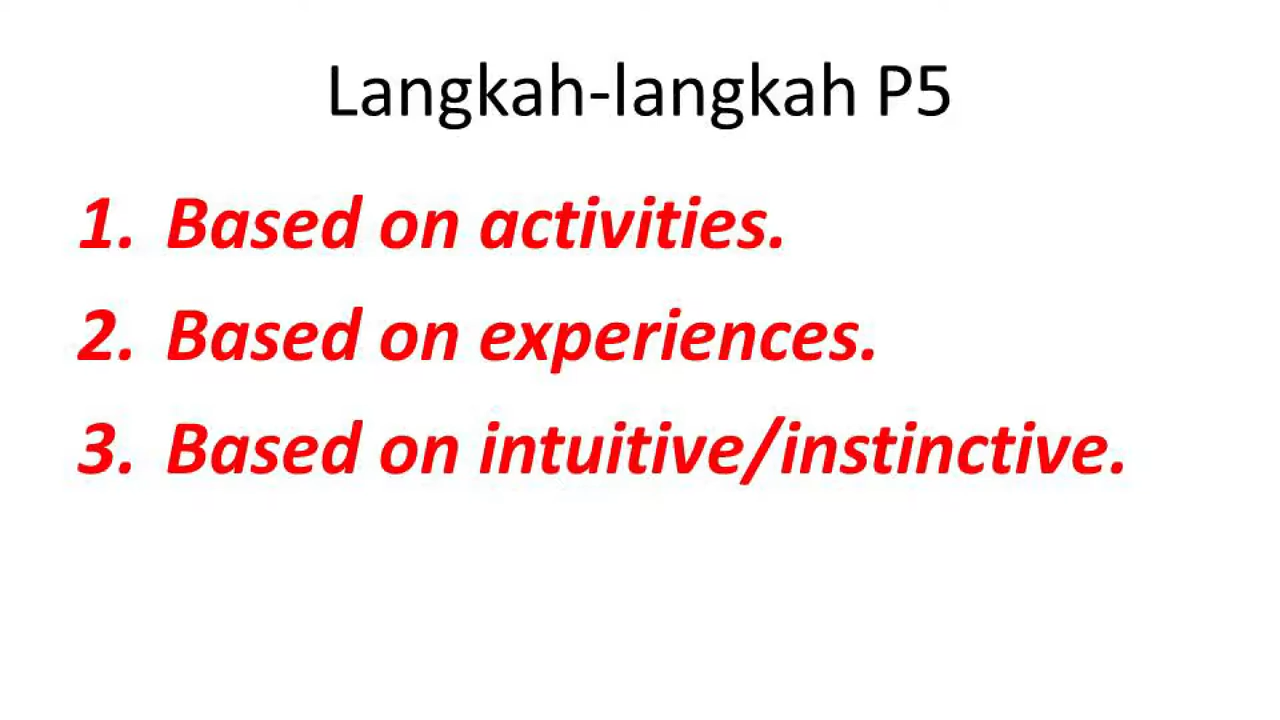 Langkah-langkah P5
1. Based on activities.
2. Based on experiences.
3. Based on intuitive/instinctive.